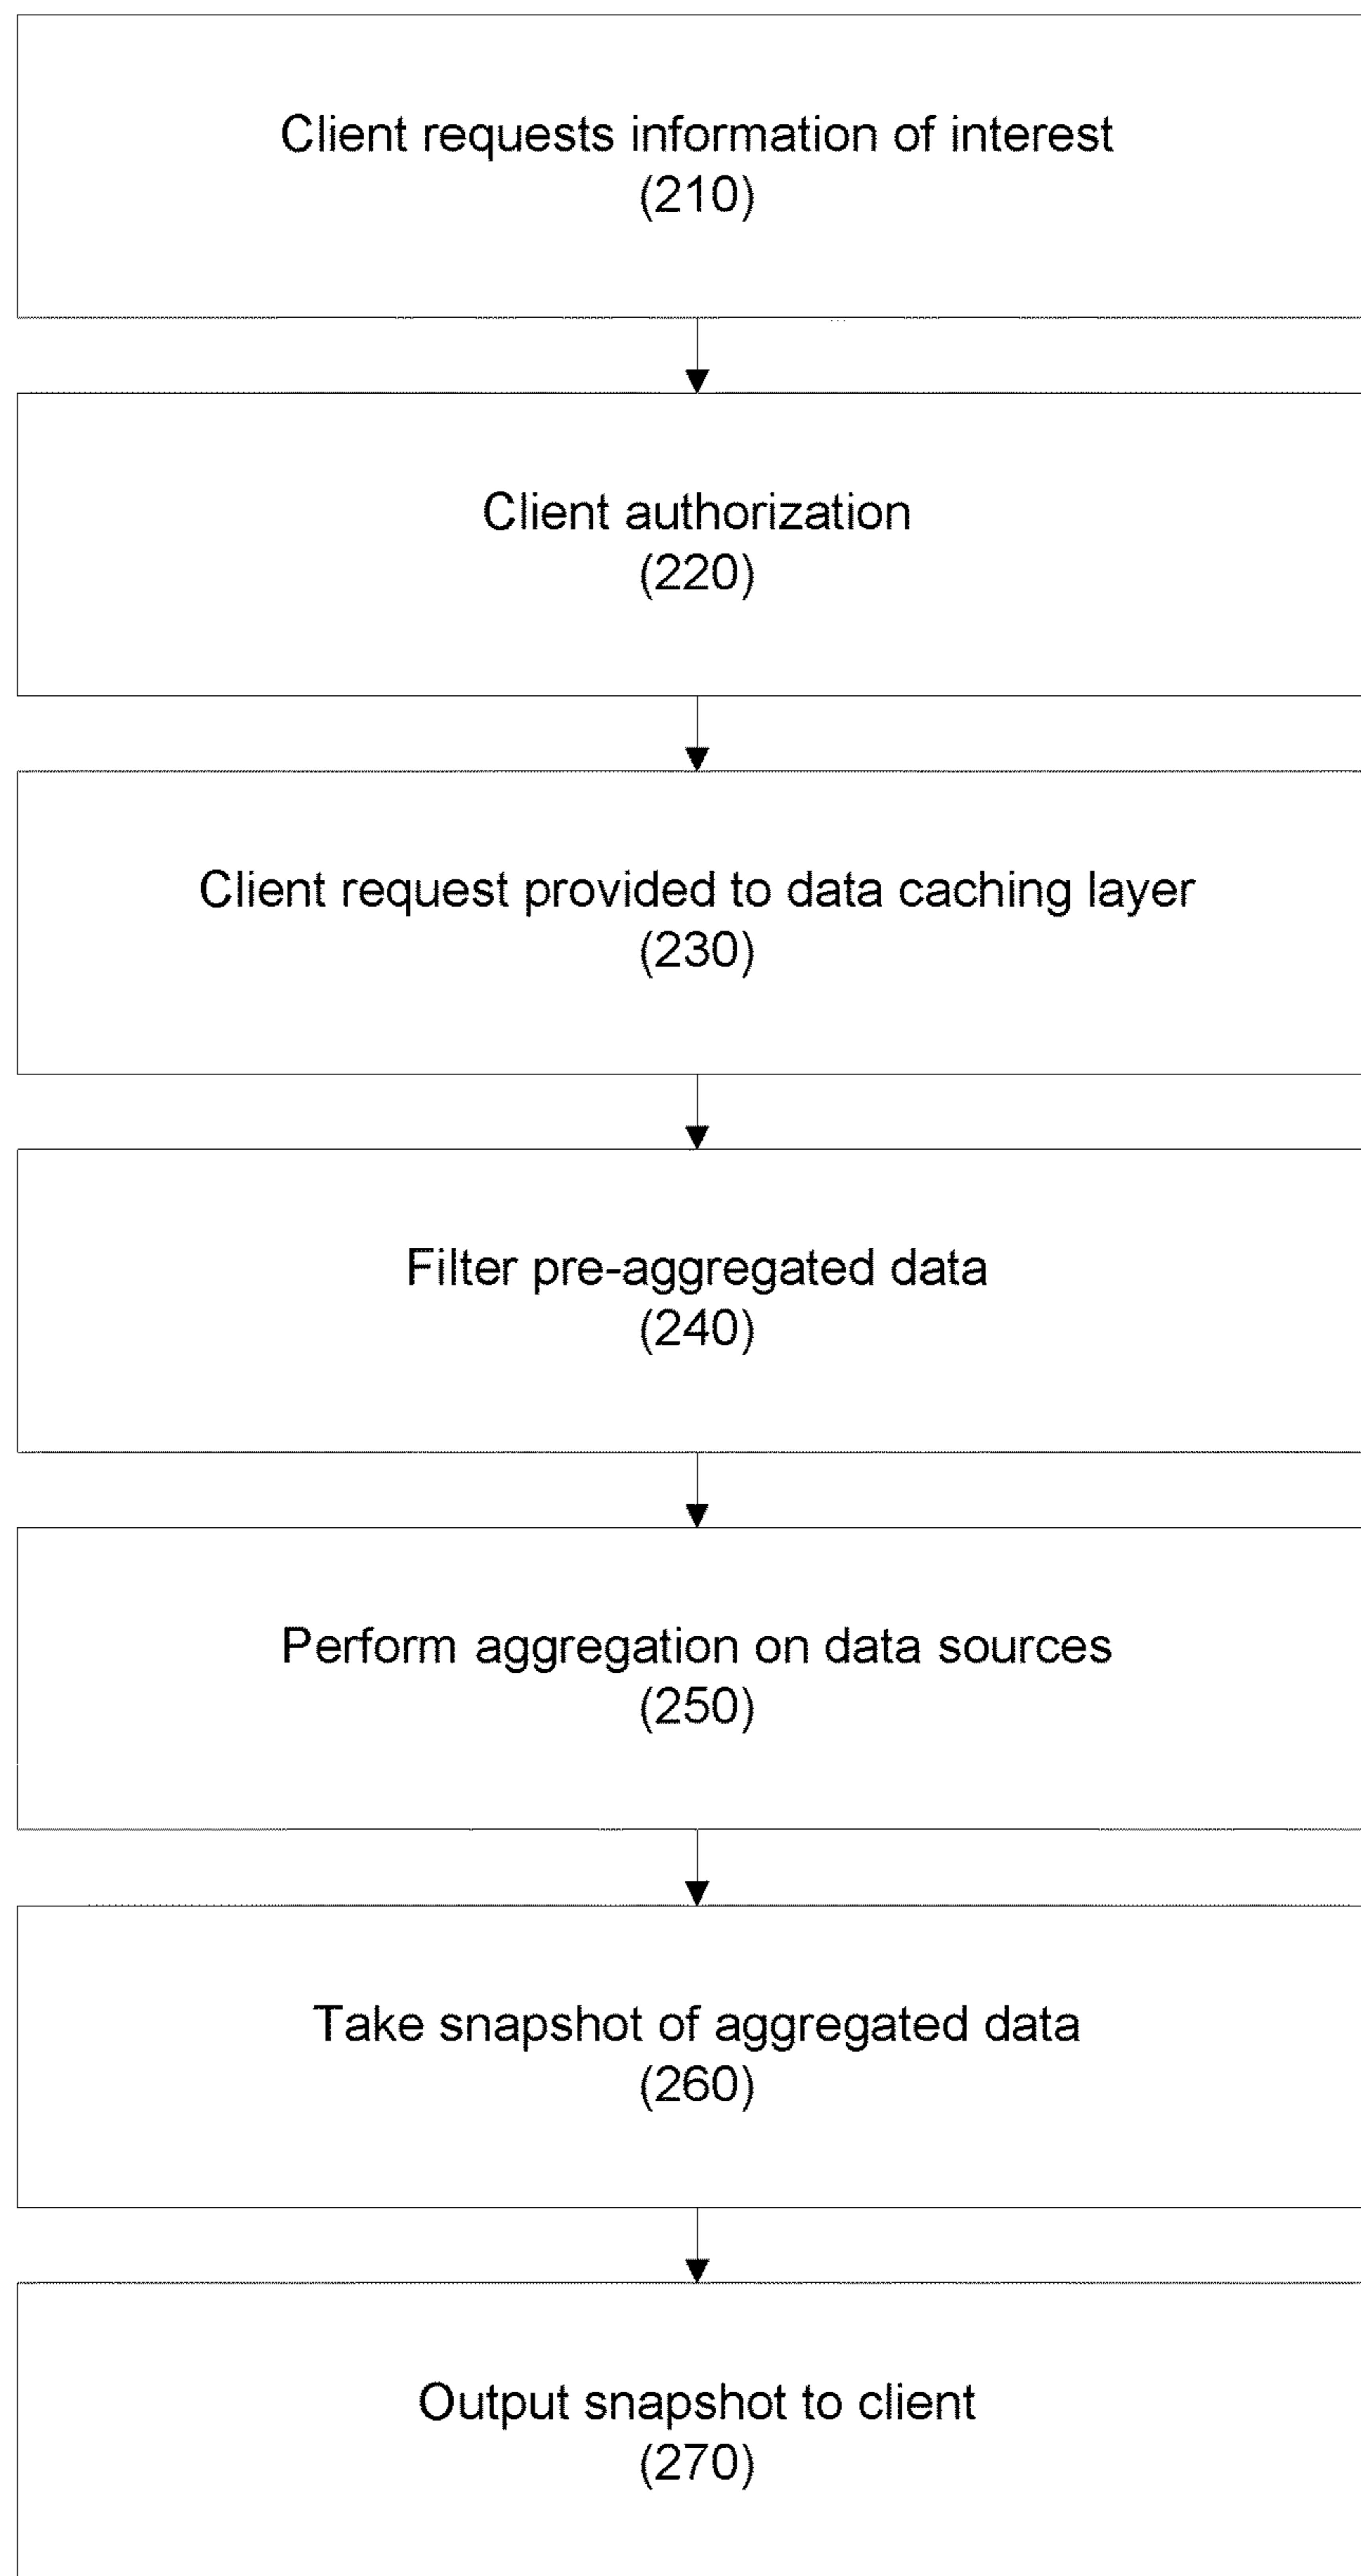 Client requests information of interest
(210)
Client authorization
(220)
Client request provided to data caching layer
(230)
Filter pre-aggregated data
(240)
Perform aggregation on data sources
(250)
Take snapshot of aggregated data
(260)
Output snapshot to client
(270)